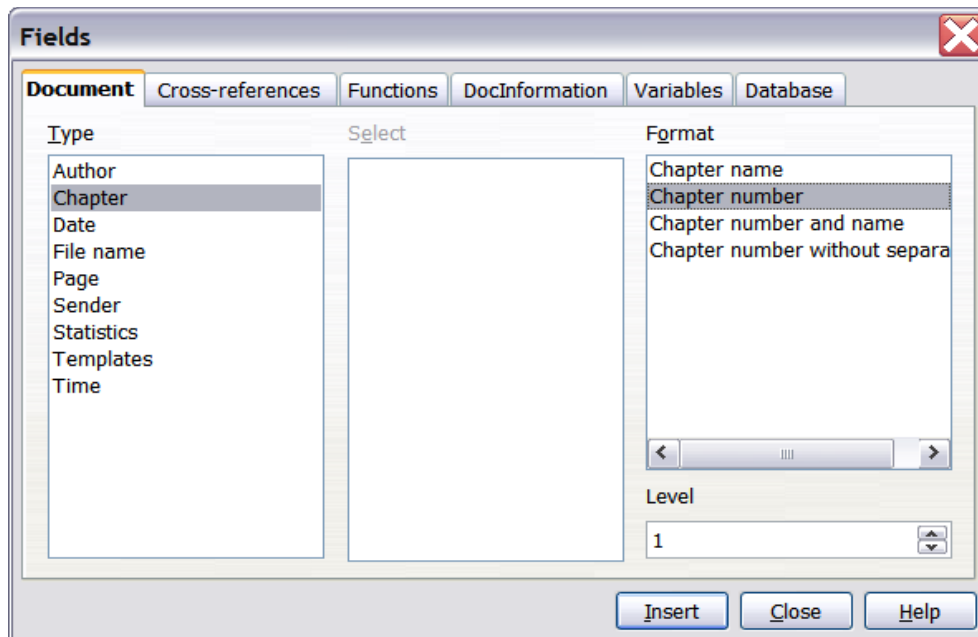 Fields
Document Cross-references Functions DocInformation Variables Database
Type
Author
Chapter
Date
File name
Page
Sender
Statistics
Templates
Time
Select
Format
Chapter name
Chapter number
Chapter number and name
Chapter number without separa
Level
1
Insert Close Help